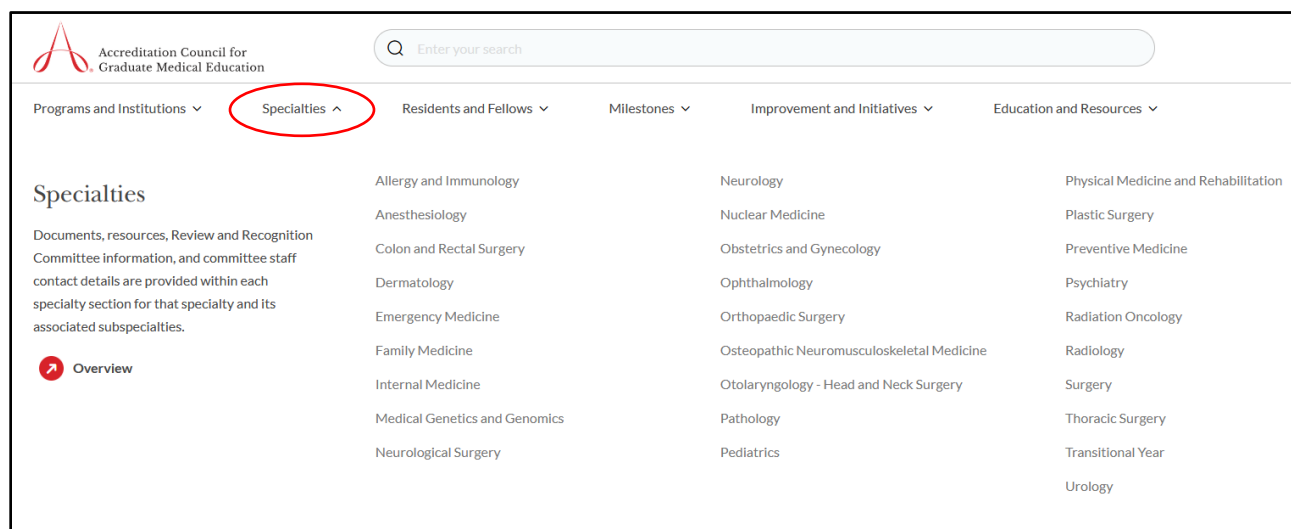 Accreditation Council for
Graduate Medical Education
Enter your search
Programs and Institutions
Specialties
Residents and Fellows
Milestones
Improvement and Initiatives
Education and Resources
Specialties
Documents, resources, Review and Recognition
Committee information, and committee staff
contact details are provided within each
specialty section for that specialty and its
associated subspecialties.
Overview
Allergy and Immunology
Anesthesiology
Colon and Rectal Surgery
Dermatology
Emergency Medicine
Family Medicine
Internal Medicine
Medical Genetics and Genomics
Neurological Surgery
Neurology
Nuclear Medicine
Obstetrics and Gynecology
Ophthalmology
Orthopaedic Surgery
Osteopathic Neuromusculoskeletal Medicine
Otolaryngology - Head and Neck Surgery
Pathology
Pediatrics
Physical Medicine and Rehabilitation
Plastic Surgery
Preventive Medicine
Psychiatry
Radiation Oncology
Radiology
Surgery
Thoracic Surgery
Transitional Year
Urology